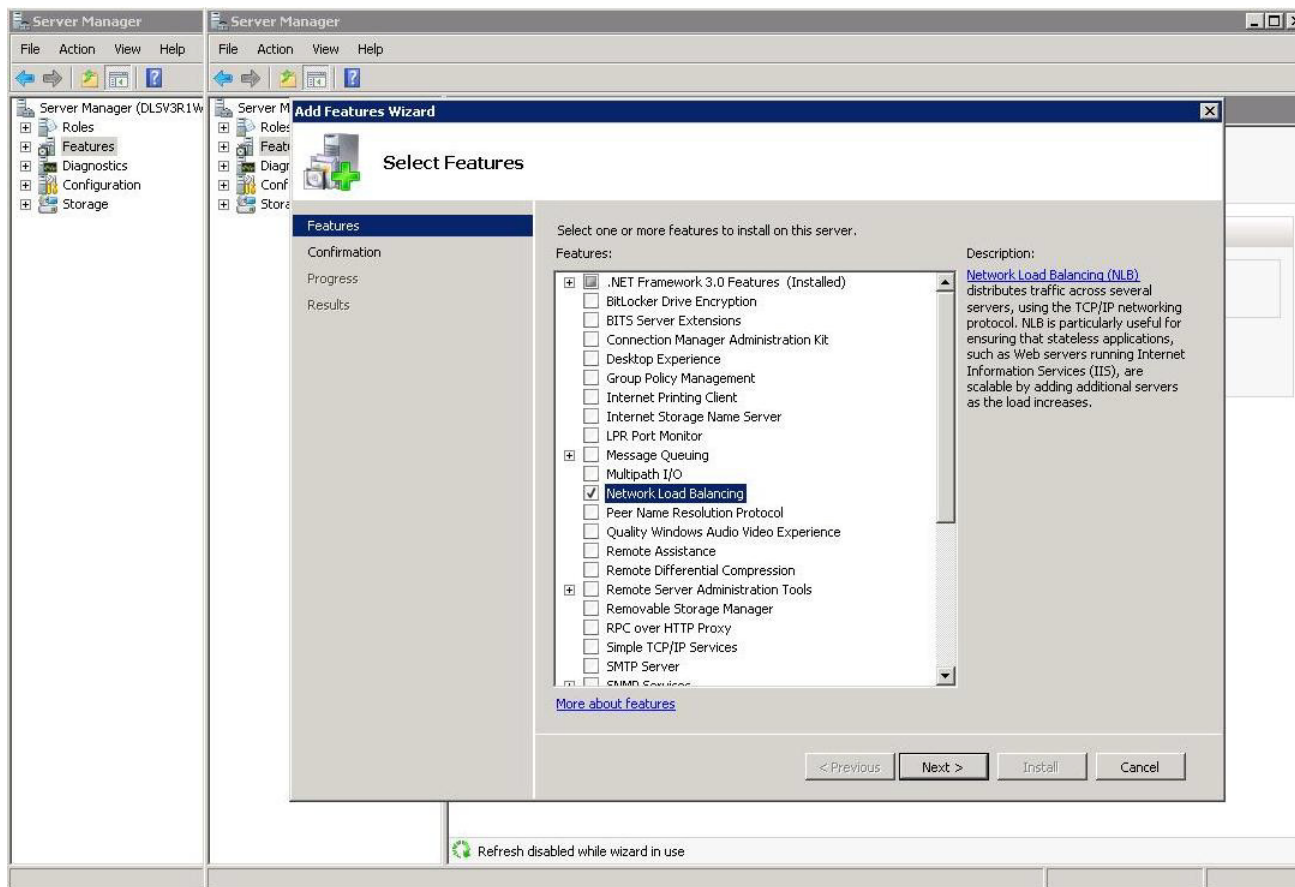 Server Manager
File Action View Help
Server Manager (DLSV3R1W
Roles
Features
Diagnostics
Configuration
Storage
Server Manager
File Action View Help
Server M
Roles
Feat
Diagn
Conf
Stora
Add Features Wizard
Select Features
Features
Confirmation
Progress
Results
Select one or more features to install on this server.
Features:
.NET Framework 3.0 Features (Installed)
BitLocker Drive Encryption
BITS Server Extensions
Connection Manager Administration Kit
Desktop Experience
Group Policy Management
Internet Printing Client
Internet Storage Name Server
LPR Port Monitor
Message Queuing
Multipath I/O
Network Load Balancing
Peer Name Resolution Protocol
Quality Windows Audio Video Experience
Remote Assistance
Remote Differential Compression
Remote Server Administration Tools
Removable Storage Manager
RPC over HTTP Proxy
Simple TCP/IP Services
SMTP Server
SNMP Services
More about features
Description:
Network Load Balancing (NLB)
distributes traffic across several
servers, using the TCP/IP networking
protocol. NLB is particularly useful for
ensuring that stateless applications,
such as Web servers running Internet
Information Services (IIS), are
scalable by adding additional servers
as the load increases.
< Previous
Next >
Install
Cancel
Refresh disabled while wizard in use